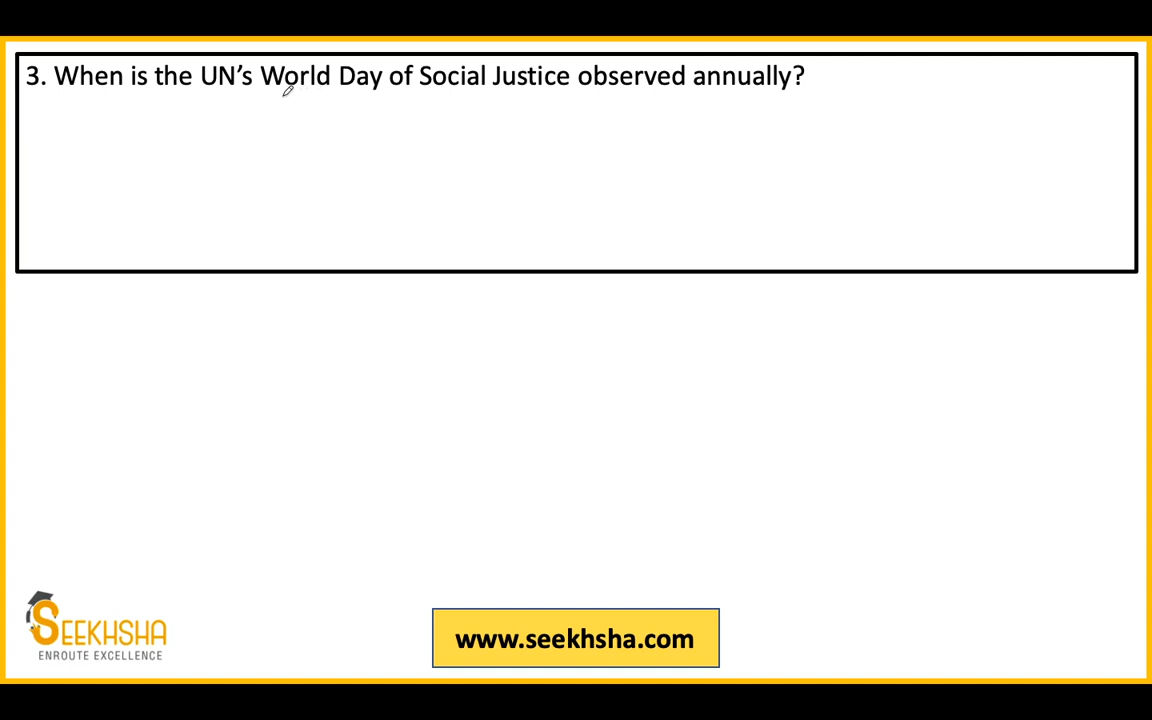 3. When is the UN’s World Day of Social Justice observed annually?
SEEKHSHA
ENROUTE EXCELLENCE
www.seekhsha.com